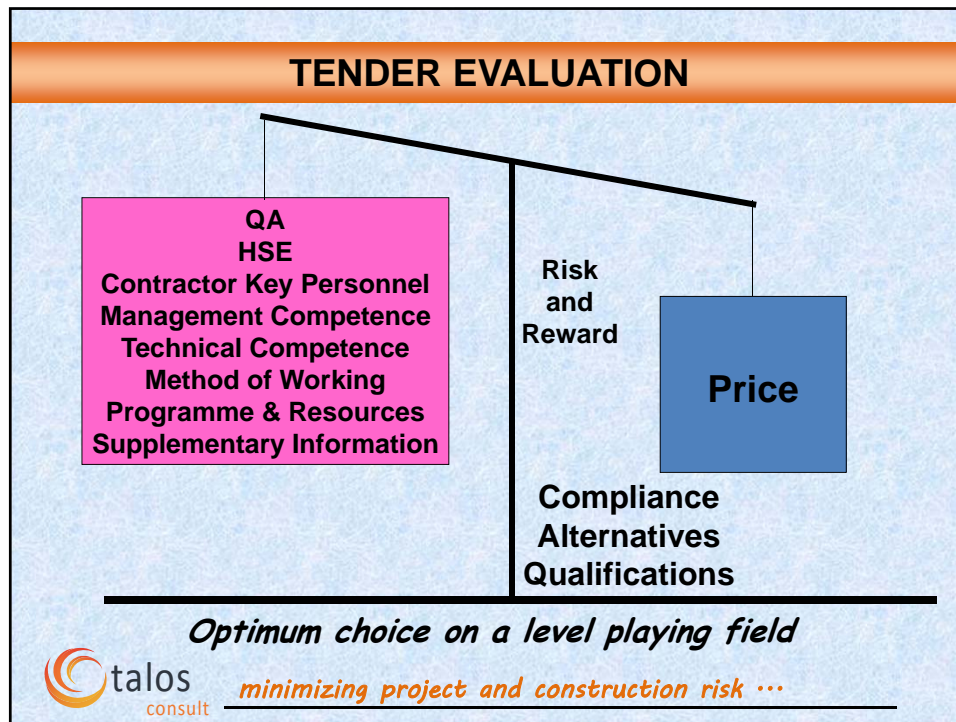 TENDER EVALUATION
QA
HSE
Contractor Key Personnel
Management Competence
Technical Competence
Method of Working
Programme & Resources
Supplementary Information
Risk
and
Reward
Price
Compliance
Alternatives
Qualifications
Optimum choice on a level playing field
talos
consult
minimizing project and construction risk ...